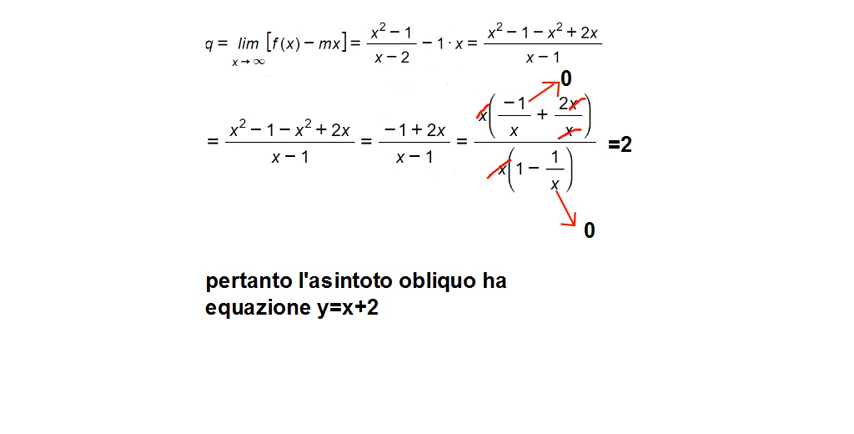 q = lim x→∞ [f(x) − mx] = (x² − 1)/(x − 2) − 1 · x = (x² − 1 − x² + 2x)/(x − 1)
= (x² − 1 − x² + 2x)/(x − 1) = (−1 + 2x)/(x − 1) = x(−1/x + 2x/x)/x(1 − 1/x) =2
0
0
pertanto l'asintoto obliquo ha
equazione y=x+2